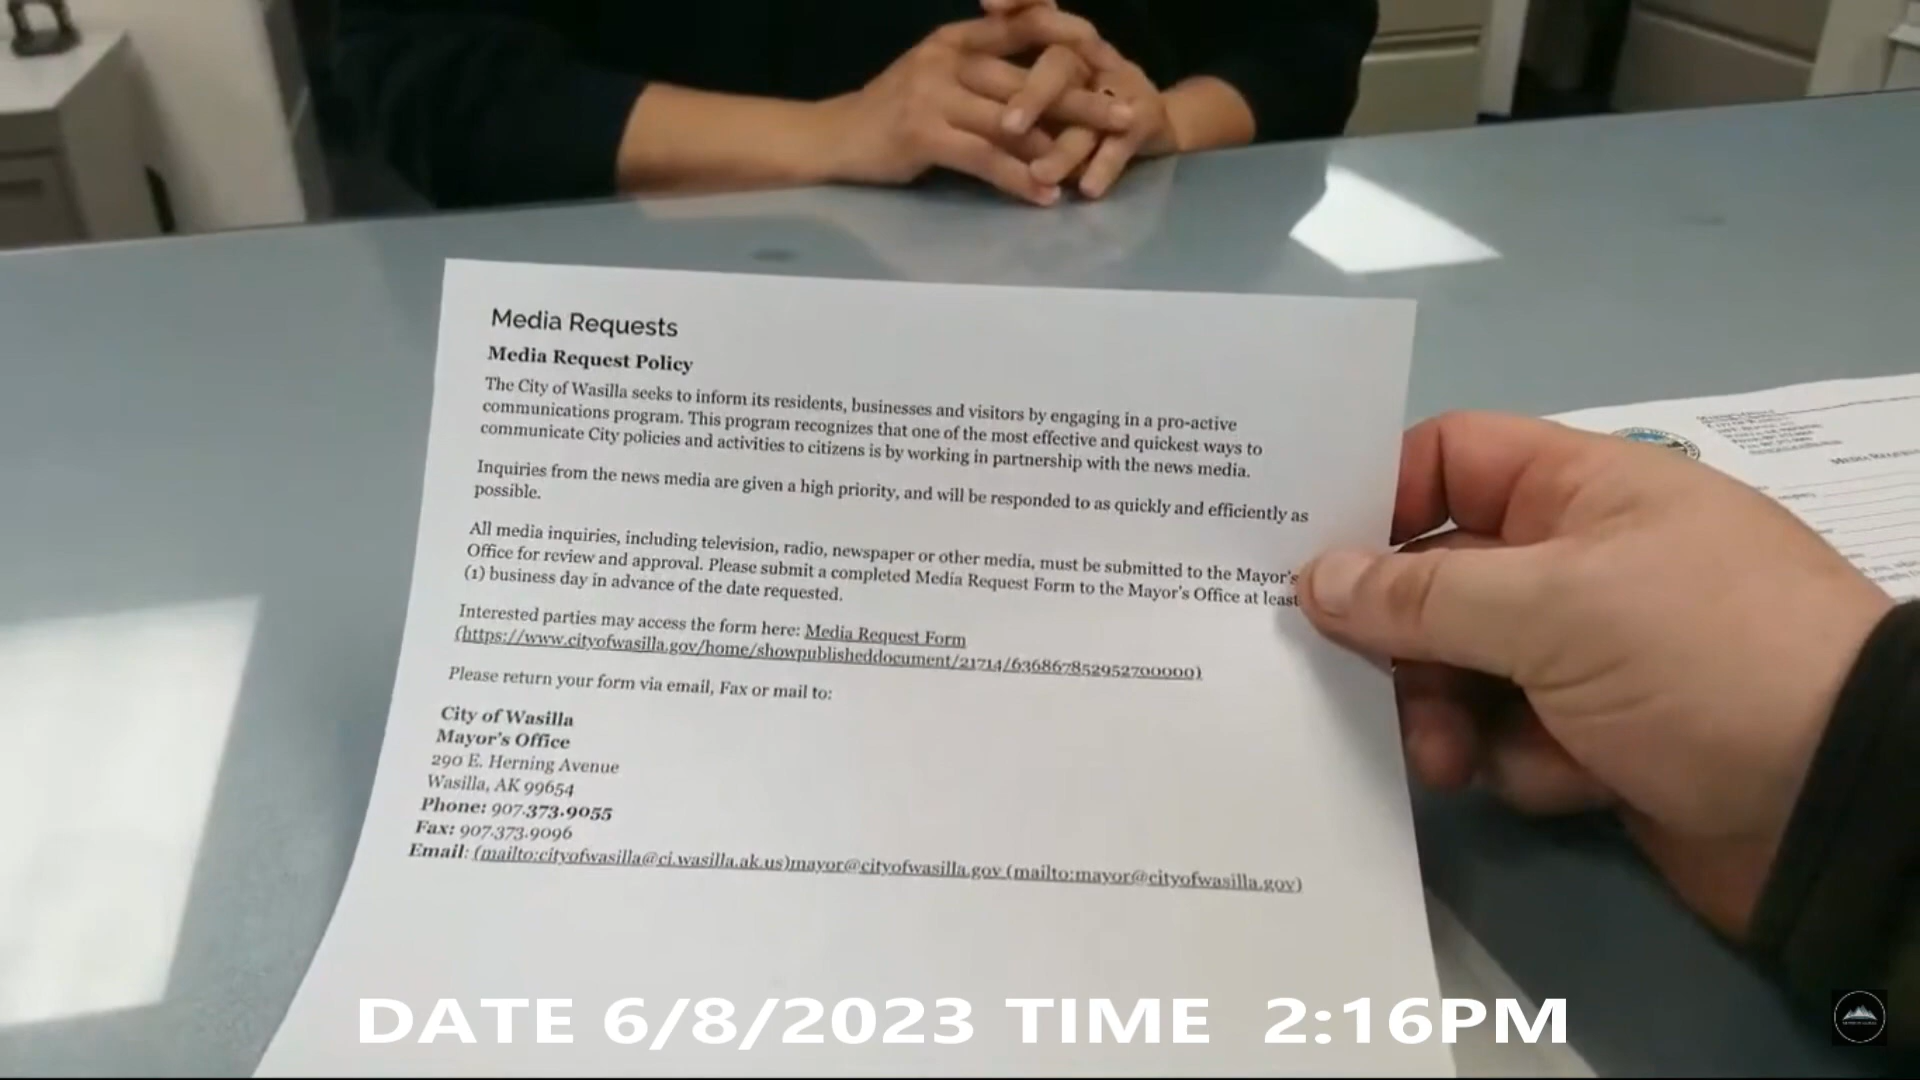 Media Requests
Media Request Policy
The City of Wasilla seeks to inform its residents, businesses and visitors by engaging in a pro-active
communications program. This program recognizes that one of the most effective and quickest ways to
communicate City policies and activities to citizens is by working in partnership with the news media.
Inquiries from the news media are given a high priority, and will be responded to as quickly and efficiently as
possible.
All media inquiries, including television, radio, newspaper or other media, must be submitted to the Mayor's
Office for review and approval. Please submit a completed Media Request Form to the Mayor's Office at least
(1) business day in advance of the date requested.
Interested parties may access the form here: Media Request Form
(https://www.cityofwasilla.gov/home/showpublisheddocument/21714/636867852952700000)
Please return your form via email, Fax or mail to:
City of Wasilla
Mayor's Office
290 E. Herning Avenue
Wasilla, AK 99654
Phone: 907.373.9055
Fax: 907.373.9096
Email: (mailto:cityofwasilla@ci.wasilla.ak.us)mayor@cityofwasilla.gov (mailto:mayor@cityofwasilla.gov)
DATE 6/8/2023 TIME 2:16PM